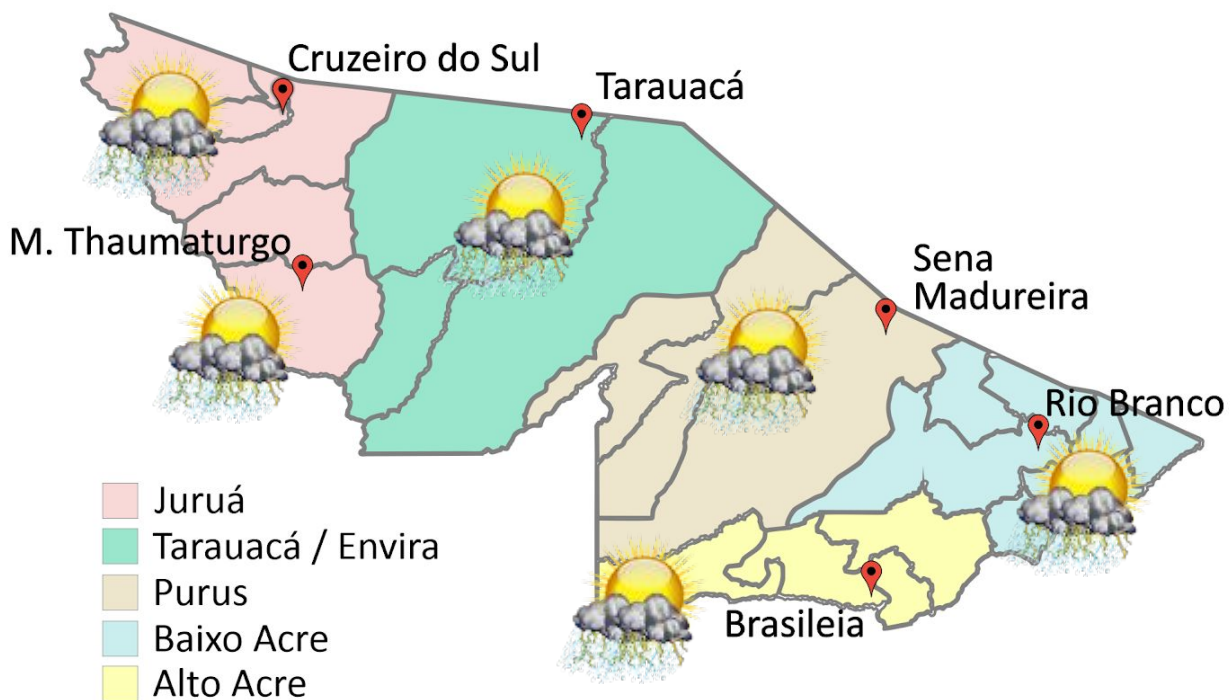 Cruzeiro do Sul
Tarauacá
M. Thaumaturgo
Sena
Madureira
Rio Branco
Brasileia
Juruá
Tarauacá / Envira
Purus
Baixo Acre
Alto Acre